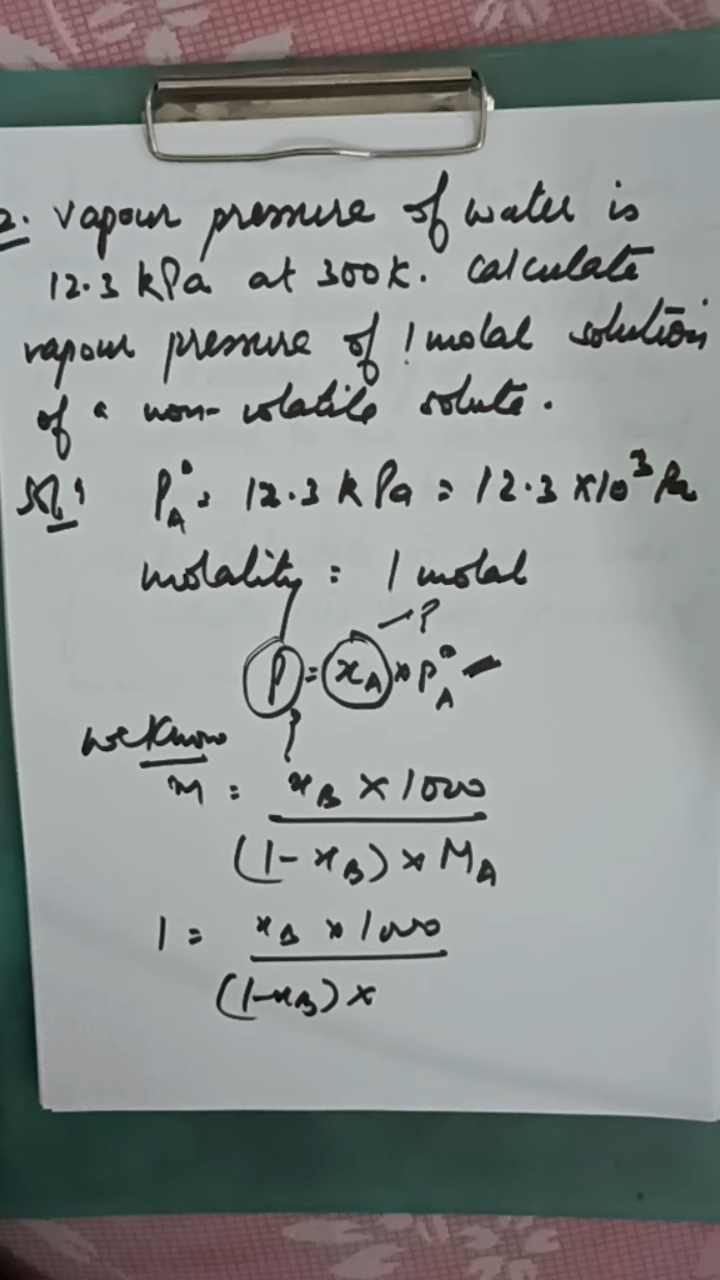 2. vapour pressure of water is
12.3 kPa at 300K. calculate
vapour pressure of 1 molal solution
of a non-volatile solute.
Sol: P°A = 12.3 kPa = 12.3 x10³ Pa
molality = 1 molal
?
P = xA x P°A
?
we know
m = xB x 1000
(1-xB) x MA
1 = xB x 1000
(1-xB) x